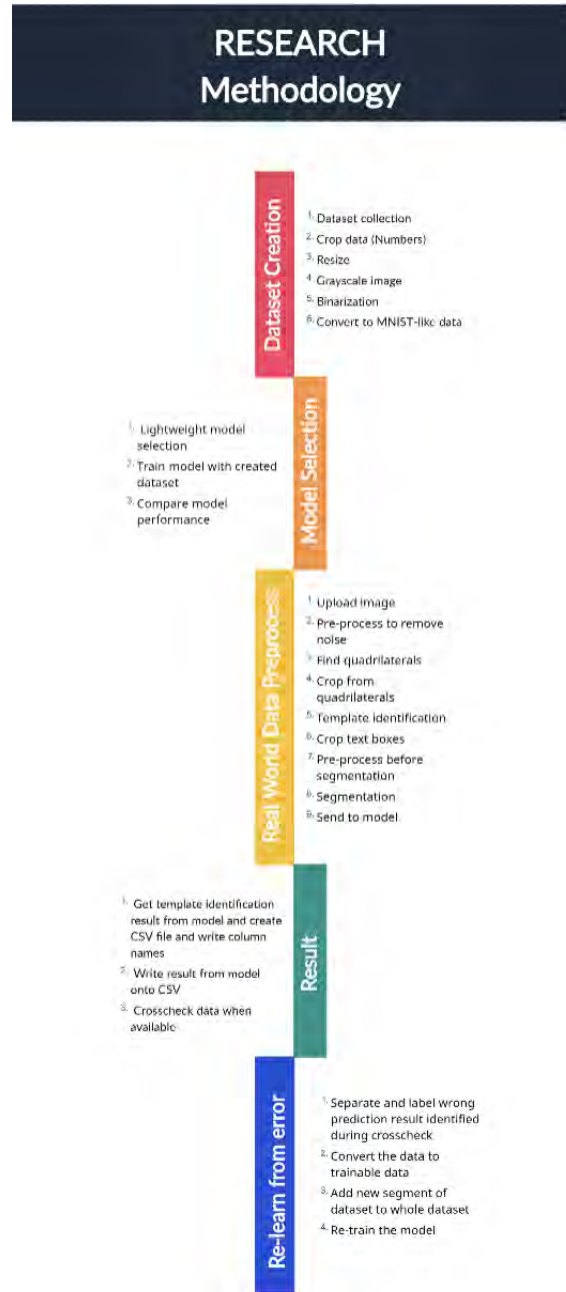 RESEARCH
Methodology
Dataset Creation
1. Dataset collection
2. Crop data (Numbers)
3. Resize
4. Grayscale image
5. Binarization
6. Convert to MNIST-like data
Model Selection
1. Lightweight model
selection
2. Train model with created
dataset
3. Compare model
performance
Real World Data Preprocess
1. Upload image
2. Pre-process to remove
noise
3. Find quadrilaterals
4. Crop from
quadrilaterals
5. Template identification
6. Crop text boxes
7. Pre-process before
segmentation
8. Segmentation
9. Send to model
Result
1. Get template identification
result from model and create
CSV file and write column
names
2. Write result from model
onto CSV
3. Crosscheck data when
available
Re-learn from error
1. Separate and label wrong
prediction result identified
during crosscheck
2. Convert the data to
trainable data
3. Add new segment of
dataset to whole dataset
4. Re-train the model